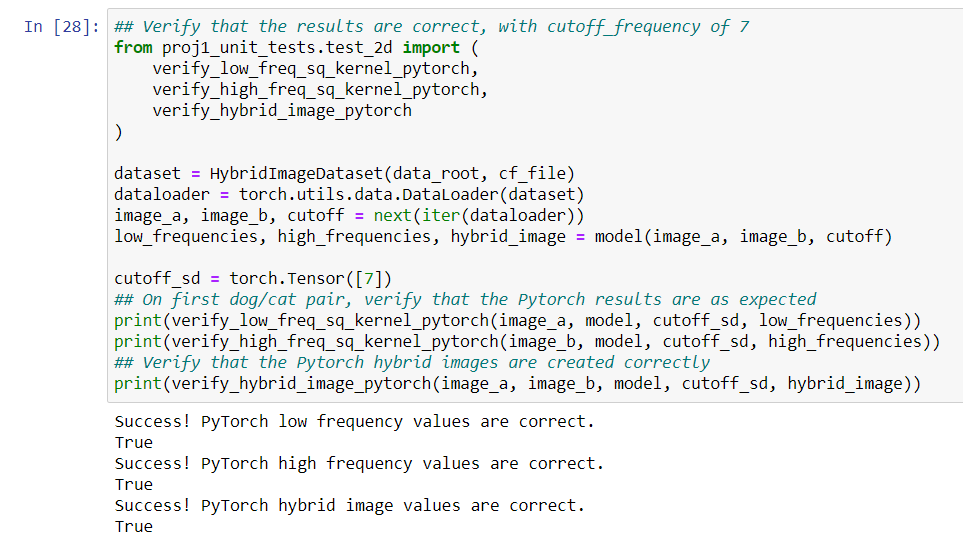 In [28]: ## Verify that the results are correct, with cutoff_frequency of 7
from proj1_unit_tests.test_2d import (
    verify_low_freq_sq_kernel_pytorch,
    verify_high_freq_sq_kernel_pytorch,
    verify_hybrid_image_pytorch
)

dataset = HybridImageDataset(data_root, cf_file)
dataloader = torch.utils.data.DataLoader(dataset)
image_a, image_b, cutoff = next(iter(dataloader))
low_frequencies, high_frequencies, hybrid_image = model(image_a, image_b, cutoff)

cutoff_sd = torch.Tensor([7])
## On first dog/cat pair, verify that the Pytorch results are as expected
print(verify_low_freq_sq_kernel_pytorch(image_a, model, cutoff_sd, low_frequencies))
print(verify_high_freq_sq_kernel_pytorch(image_b, model, cutoff_sd, high_frequencies))
## Verify that the Pytorch hybrid images are created correctly
print(verify_hybrid_image_pytorch(image_a, image_b, model, cutoff_sd, hybrid_image))
Success! PyTorch low frequency values are correct.
True
Success! PyTorch high frequency values are correct.
True
Success! PyTorch hybrid image values are correct.
True